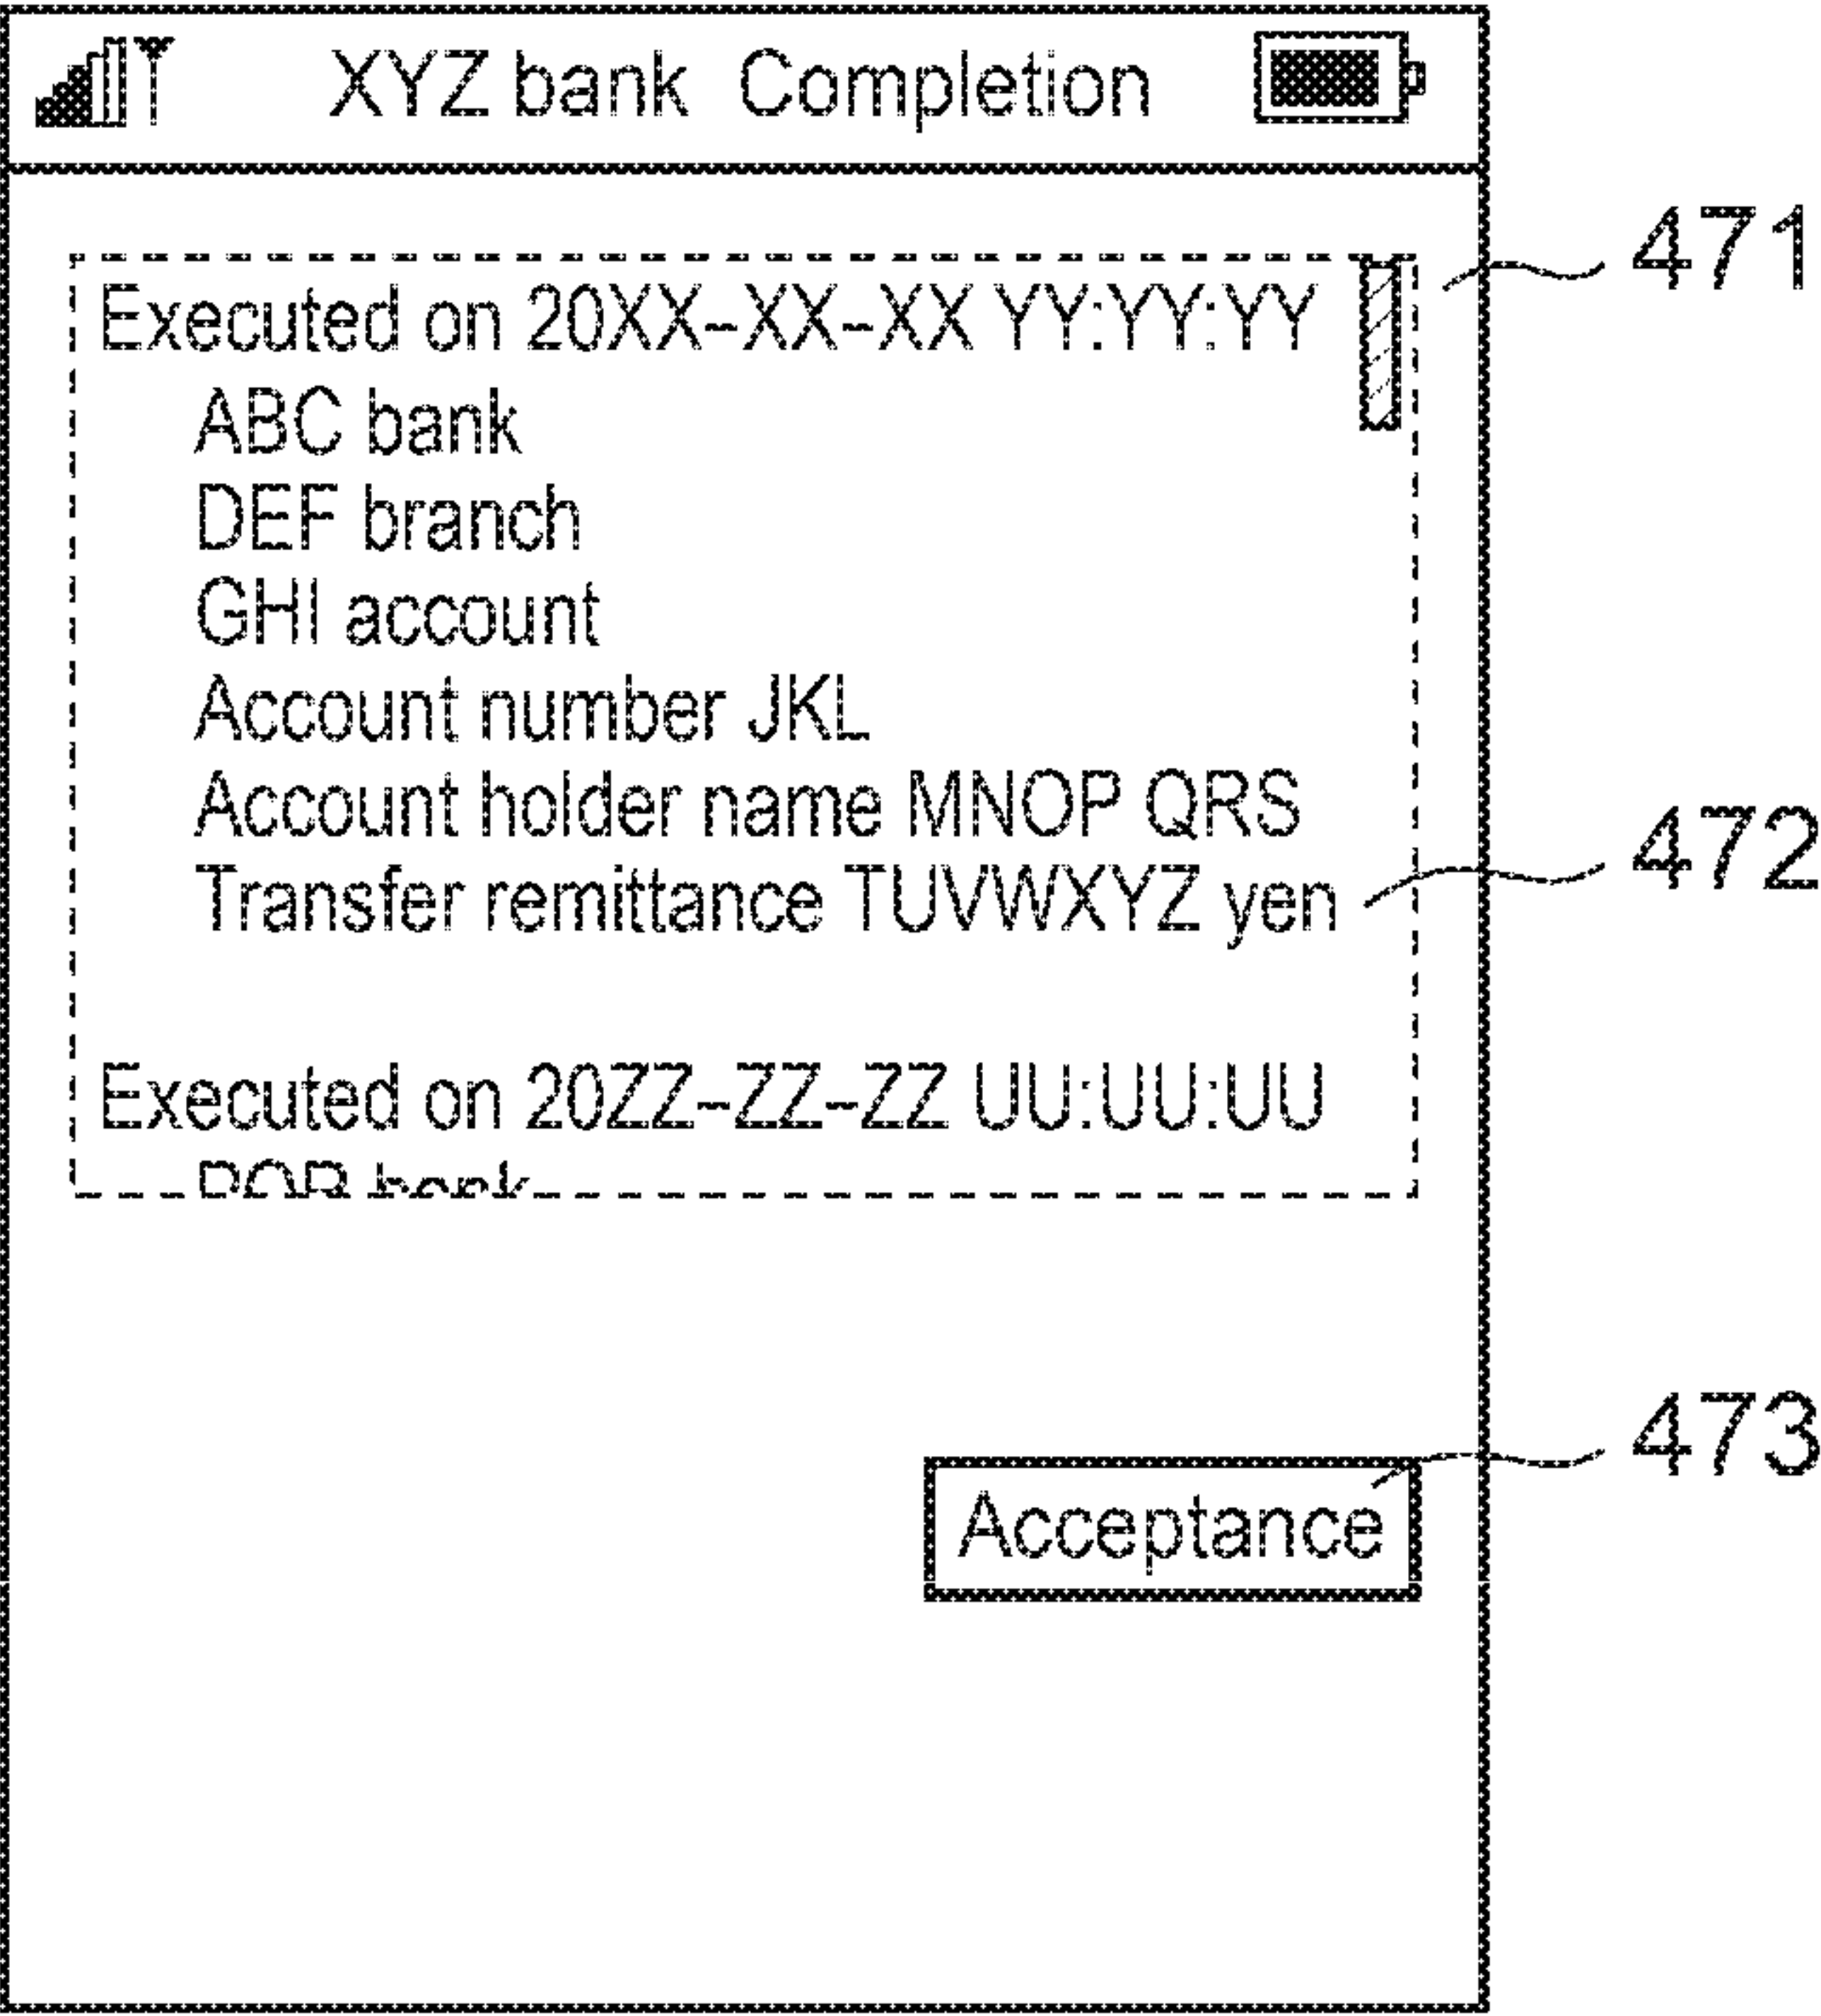 XYZ bank Completion
471
Executed on 20XX-XX-XX YY:YY:YY
ABC bank
DEF branch
GHI account
Account number JKL
Account holder name MNOP QRS
472
Transfer remittance TUVWXYZ yen
Executed on 20ZZ-ZZ-ZZ UU:UU:UU
bank
473
Acceptance